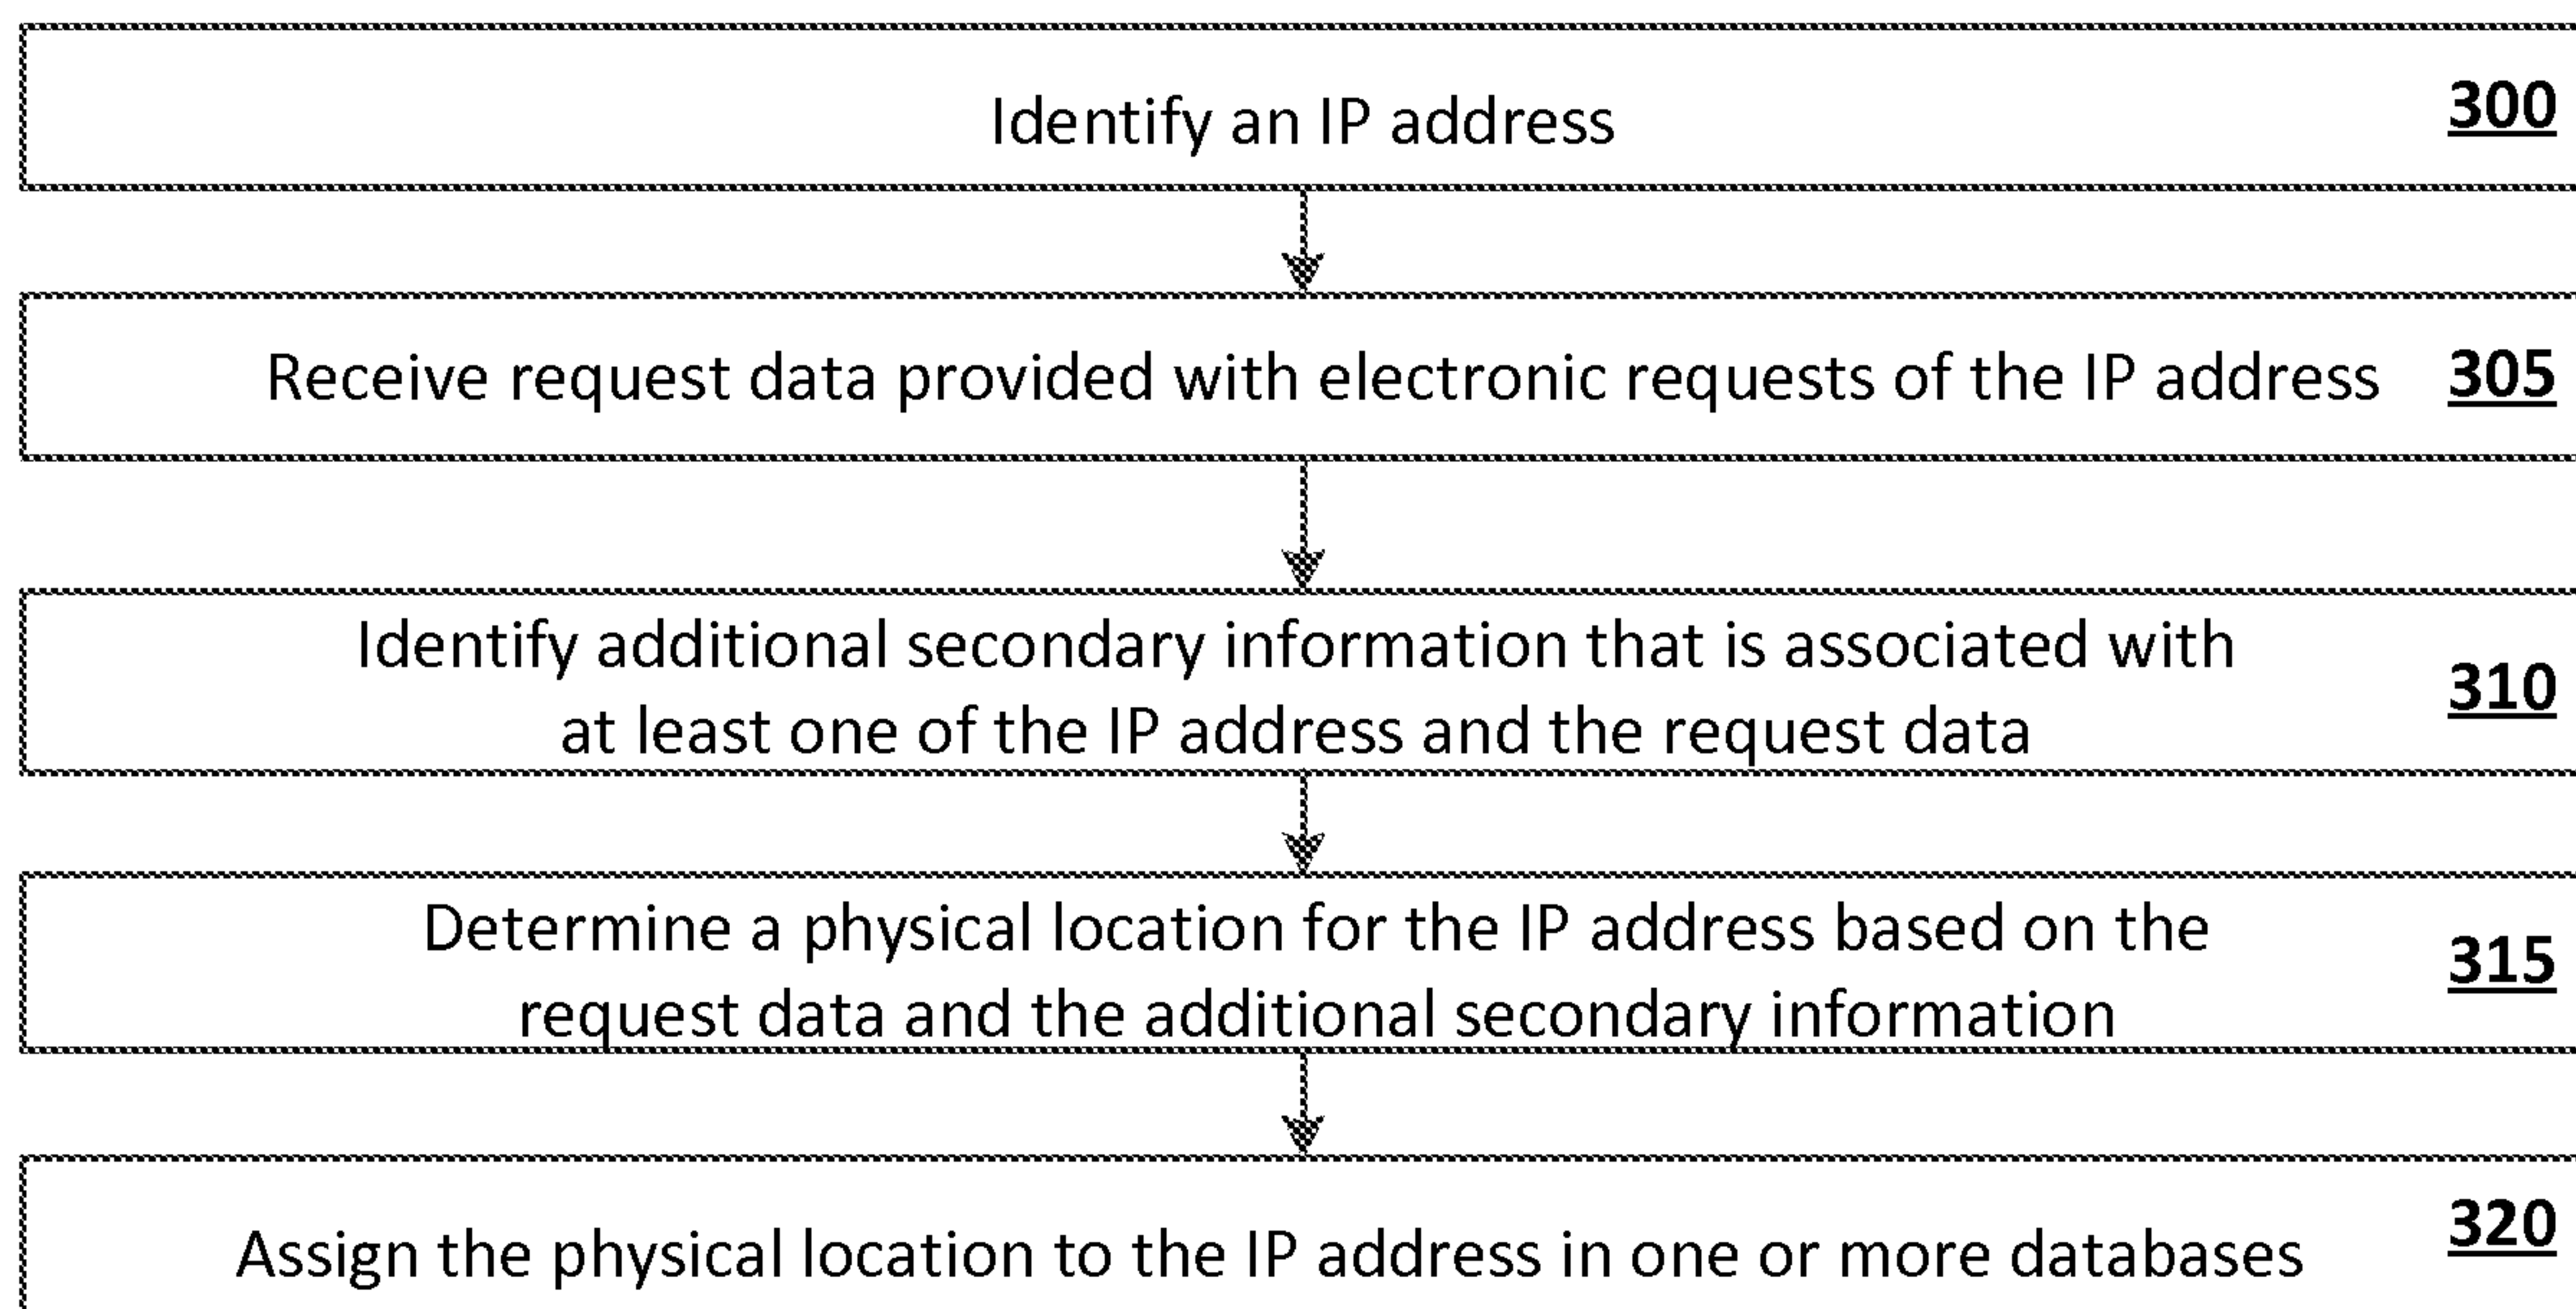 Identify an IP address 300
Receive request data provided with electronic requests of the IP address 305
Identify additional secondary information that is associated with
at least one of the IP address and the request data
310
Determine a physical location for the IP address based on the
request data and the additional secondary information
315
Assign the physical location to the IP address in one or more databases
320